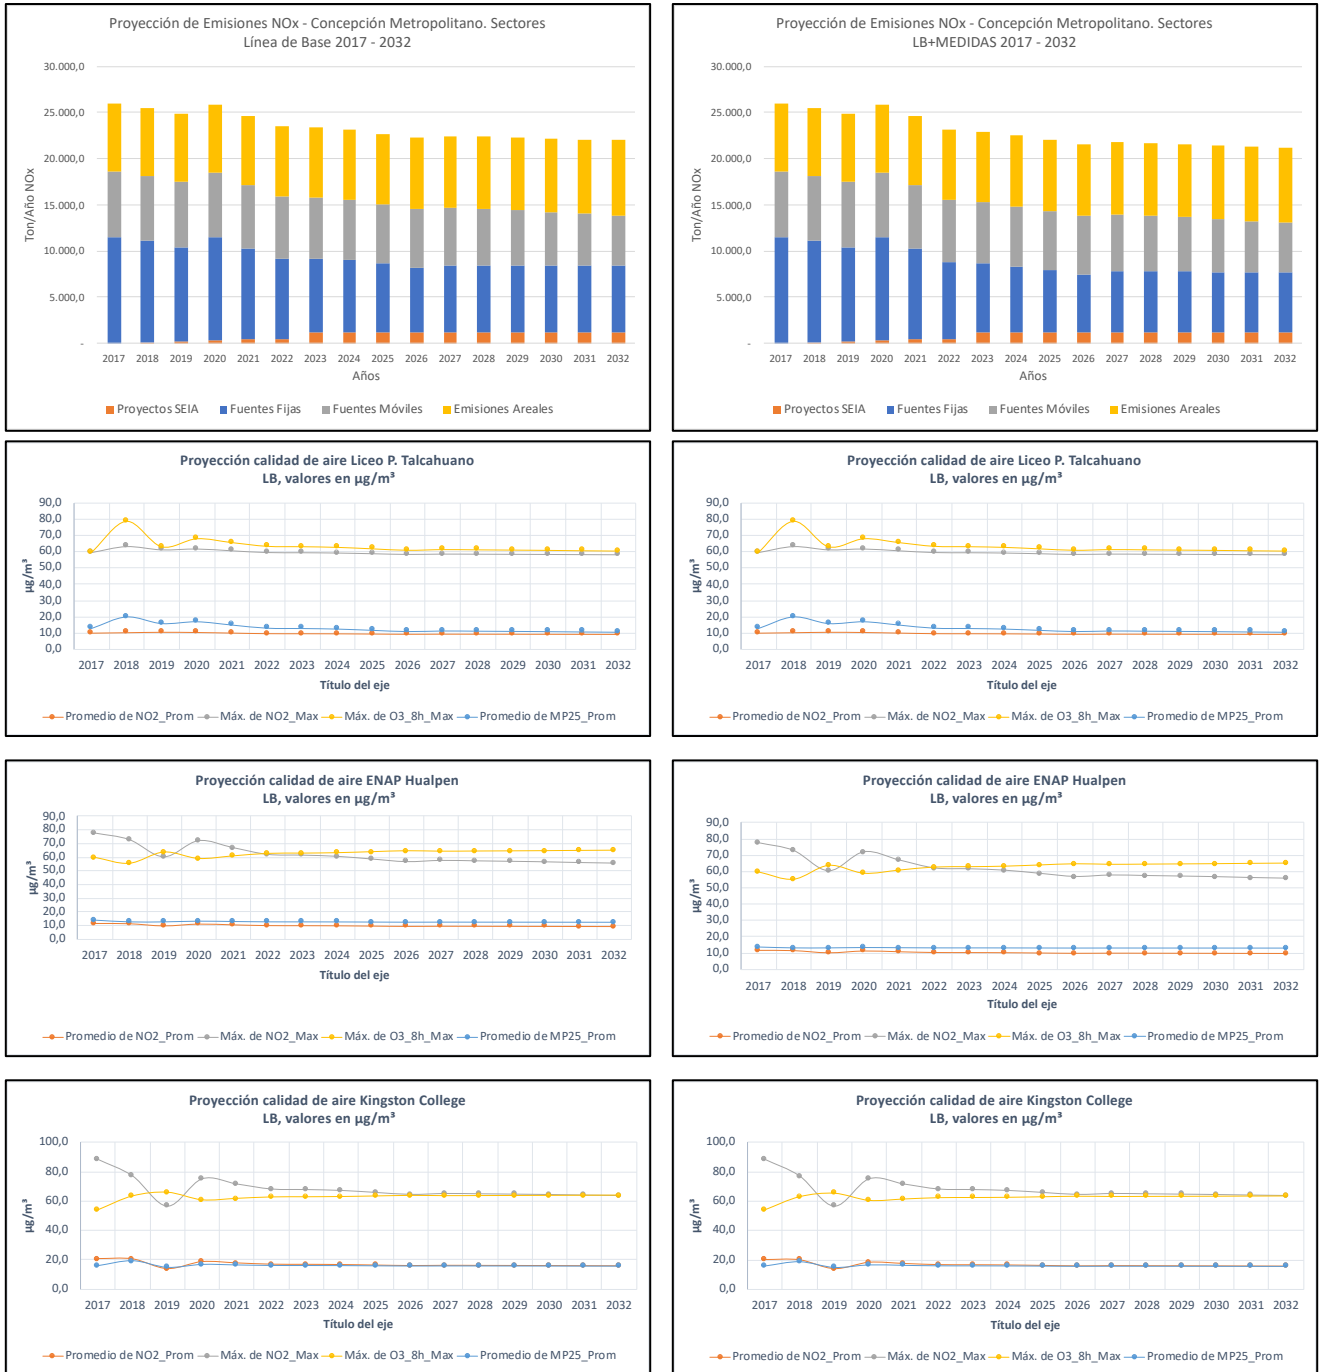 Proyección de Emisiones NOx - Concepción Metropolitano. Sectores
Línea de Base 2017 - 2032
30.000,0
25.000,0
20.000,0
15.000,0
10.000,0
5.000,0
-
Ton/Año NOx
2017 2018 2019 2020 2021 2022 2023 2024 2025 2026 2027 2028 2029 2030 2031 2032
Años
Proyectos SEIA Fuentes Fijas Fuentes Móviles Emisiones Areales
Proyección de Emisiones NOx - Concepción Metropolitano. Sectores
LB+MEDIDAS 2017 - 2032
30.000,0
25.000,0
20.000,0
15.000,0
10.000,0
5.000,0
-
Ton/Año NOx
2017 2018 2019 2020 2021 2022 2023 2024 2025 2026 2027 2028 2029 2030 2031 2032
Años
Proyectos SEIA Fuentes Fijas Fuentes Móviles Emisiones Areales
Proyección calidad de aire Liceo P. Talcahuano
LB, valores en µg/m³
90,0
80,0
70,0
60,0
50,0
40,0
30,0
20,0
10,0
0,0
µg/m³
2017 2018 2019 2020 2021 2022 2023 2024 2025 2026 2027 2028 2029 2030 2031 2032
Título del eje
Promedio de NO2_Prom Máx. de NO2_Max Máx. de O3_8h_Max Promedio de MP25_Prom
Proyección calidad de aire Liceo P. Talcahuano
LB, valores en µg/m³
90,0
80,0
70,0
60,0
50,0
40,0
30,0
20,0
10,0
0,0
µg/m³
2017 2018 2019 2020 2021 2022 2023 2024 2025 2026 2027 2028 2029 2030 2031 2032
Título del eje
Promedio de NO2_Prom Máx. de NO2_Max Máx. de O3_8h_Max Promedio de MP25_Prom
Proyección calidad de aire ENAP Hualpen
LB, valores en µg/m³
90,0
80,0
70,0
60,0
50,0
40,0
30,0
20,0
10,0
0,0
µg/m³
2017 2018 2019 2020 2021 2022 2023 2024 2025 2026 2027 2028 2029 2030 2031 2032
Título del eje
Promedio de NO2_Prom Máx. de NO2_Max Máx. de O3_8h_Max Promedio de MP25_Prom
Proyección calidad de aire ENAP Hualpen
LB, valores en µg/m³
90,0
80,0
70,0
60,0
50,0
40,0
30,0
20,0
10,0
0,0
µg/m³
2017 2018 2019 2020 2021 2022 2023 2024 2025 2026 2027 2028 2029 2030 2031 2032
Título del eje
Promedio de NO2_Prom Máx. de NO2_Max Máx. de O3_8h_Max Promedio de MP25_Prom
Proyección calidad de aire Kingston College
LB, valores en µg/m³
100,0
80,0
60,0
40,0
20,0
0,0
µg/m³
2017 2018 2019 2020 2021 2022 2023 2024 2025 2026 2027 2028 2029 2030 2031 2032
Título del eje
Promedio de NO2_Prom Máx. de NO2_Max Máx. de O3_8h_Max Promedio de MP25_Prom
Proyección calidad de aire Kingston College
LB, valores en µg/m³
100,0
80,0
60,0
40,0
20,0
0,0
µg/m³
2017 2018 2019 2020 2021 2022 2023 2024 2025 2026 2027 2028 2029 2030 2031 2032
Título del eje
Promedio de NO2_Prom Máx. de NO2_Max Máx. de O3_8h_Max Promedio de MP25_Prom